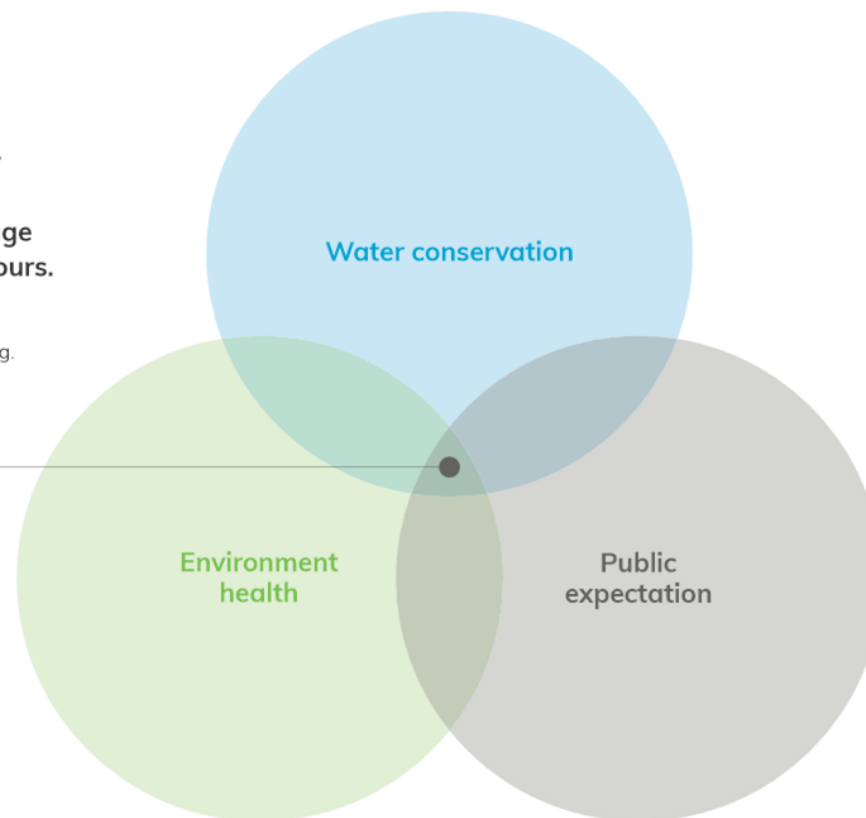 ge
ours.
g.
Water conservation
Environment
health
Public
expectation